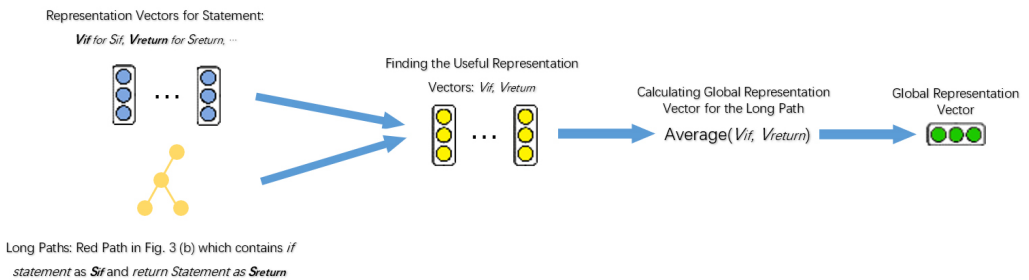 Representation Vectors for Statement:
Vif for Sif, Vreturn for Sreturn, ...
Finding the Useful Representation
Vectors: Vif, Vreturn
Calculating Global Representation
Vector for the Long Path
Average(Vif, Vreturn)
Global Representation
Vector
Long Paths: Red Path in Fig. 3 (b) which contains if
statement as Sif and return Statement as Sreturn